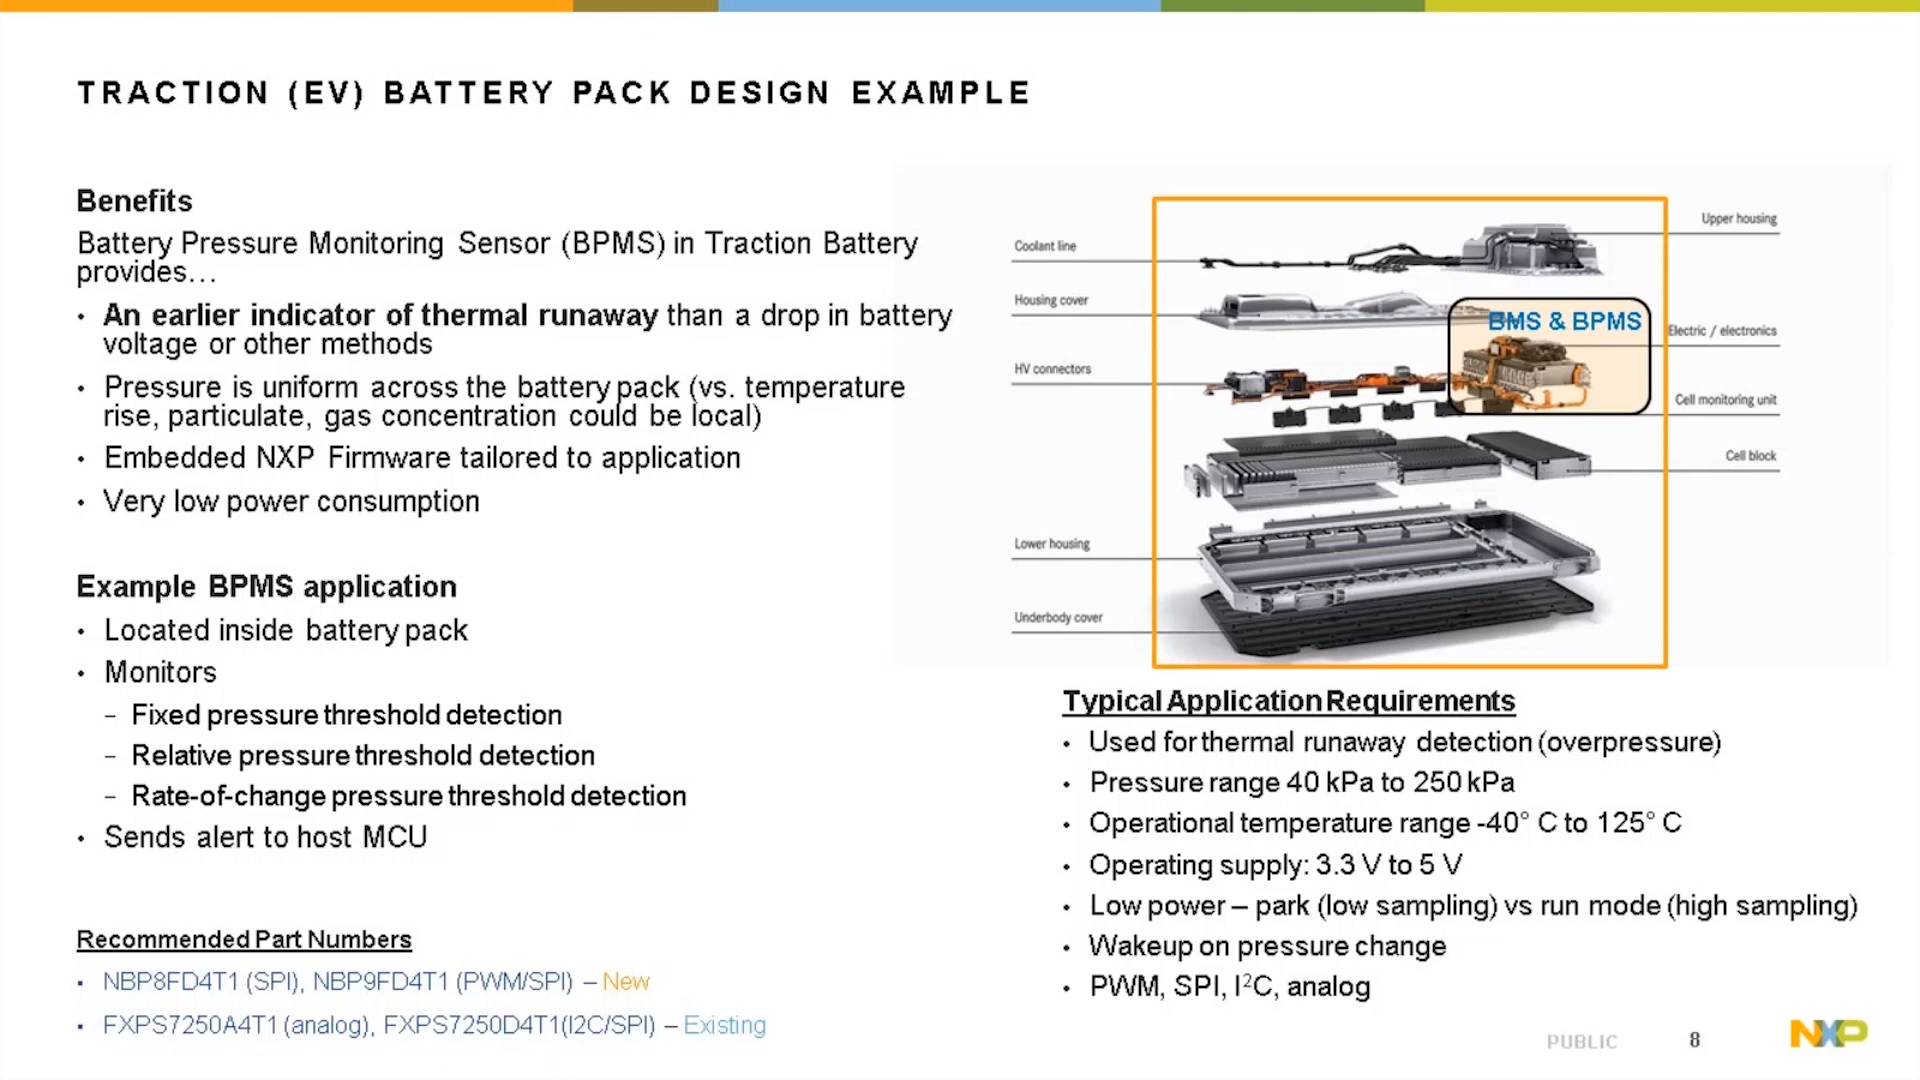 TRACTION (EV) BATTERY PACK DESIGN EXAMPLE
Benefits
Battery Pressure Monitoring Sensor (BPMS) in Traction Battery
provides…
• An earlier indicator of thermal runaway than a drop in battery
voltage or other methods
• Pressure is uniform across the battery pack (vs. temperature
rise, particulate, gas concentration could be local)
• Embedded NXP Firmware tailored to application
• Very low power consumption
Example BPMS application
• Located inside battery pack
• Monitors
– Fixed pressure threshold detection
– Relative pressure threshold detection
– Rate-of-change pressure threshold detection
• Sends alert to host MCU
Recommended Part Numbers
• NBP8FD4T1 (SPI), NBP9FD4T1 (PWM/SPI) – New
• FXPS7250A4T1 (analog), FXPS7250D4T1(I2C/SPI) – Existing
Coolant line
Housing cover
HV connectors
Lower housing
Underbody cover
BMS & BPMS
Upper housing
Electric / electronics
Cell monitoring unit
Cell block
Typical Application Requirements
• Used for thermal runaway detection (overpressure)
• Pressure range 40 kPa to 250 kPa
• Operational temperature range -40° C to 125° C
• Operating supply: 3.3 V to 5 V
• Low power – park (low sampling) vs run mode (high sampling)
• Wakeup on pressure change
• PWM, SPI, I²C, analog
PUBLIC
8
NXP